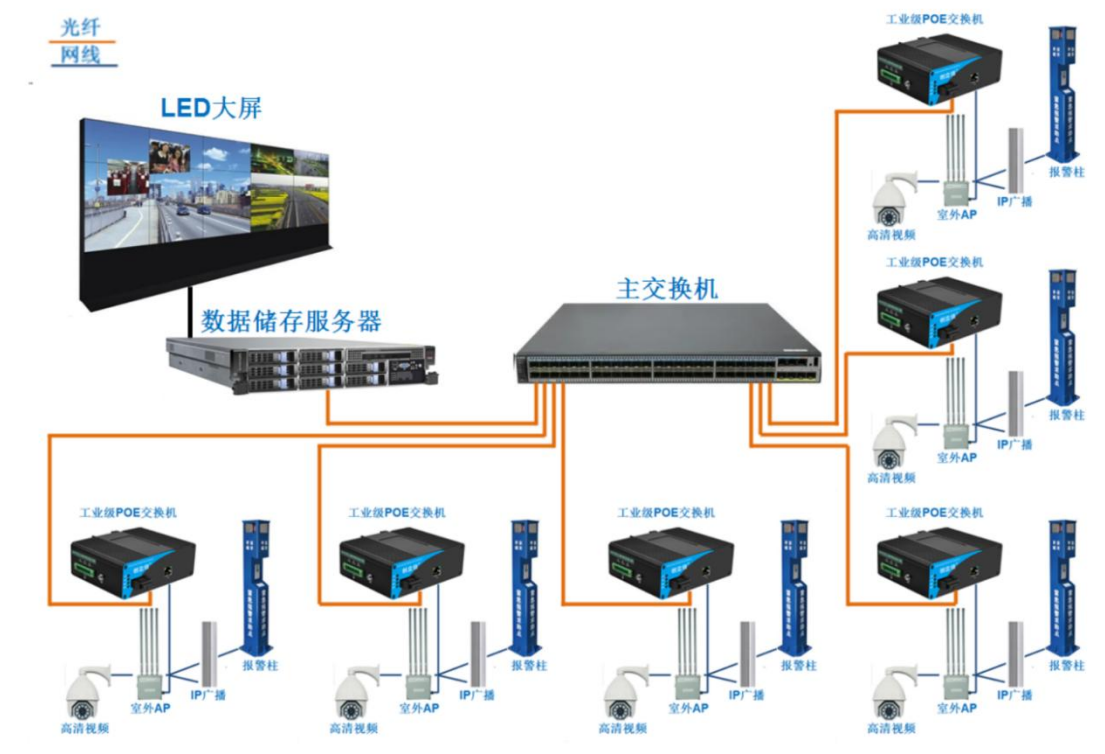 光纤
网线
LED大屏
数据储存服务器
主交换机
工业级POE交换机
报警柱
IP广播
室外AP
高清视频
工业级POE交换机
报警柱
IP广播
室外AP
高清视频
工业级POE交换机
报警柱
IP广播
室外AP
高清视频
工业级POE交换机
报警柱
IP广播
室外AP
高清视频
工业级POE交换机
报警柱
IP广播
室外AP
高清视频
工业级POE交换机
报警柱
IP广播
室外AP
高清视频